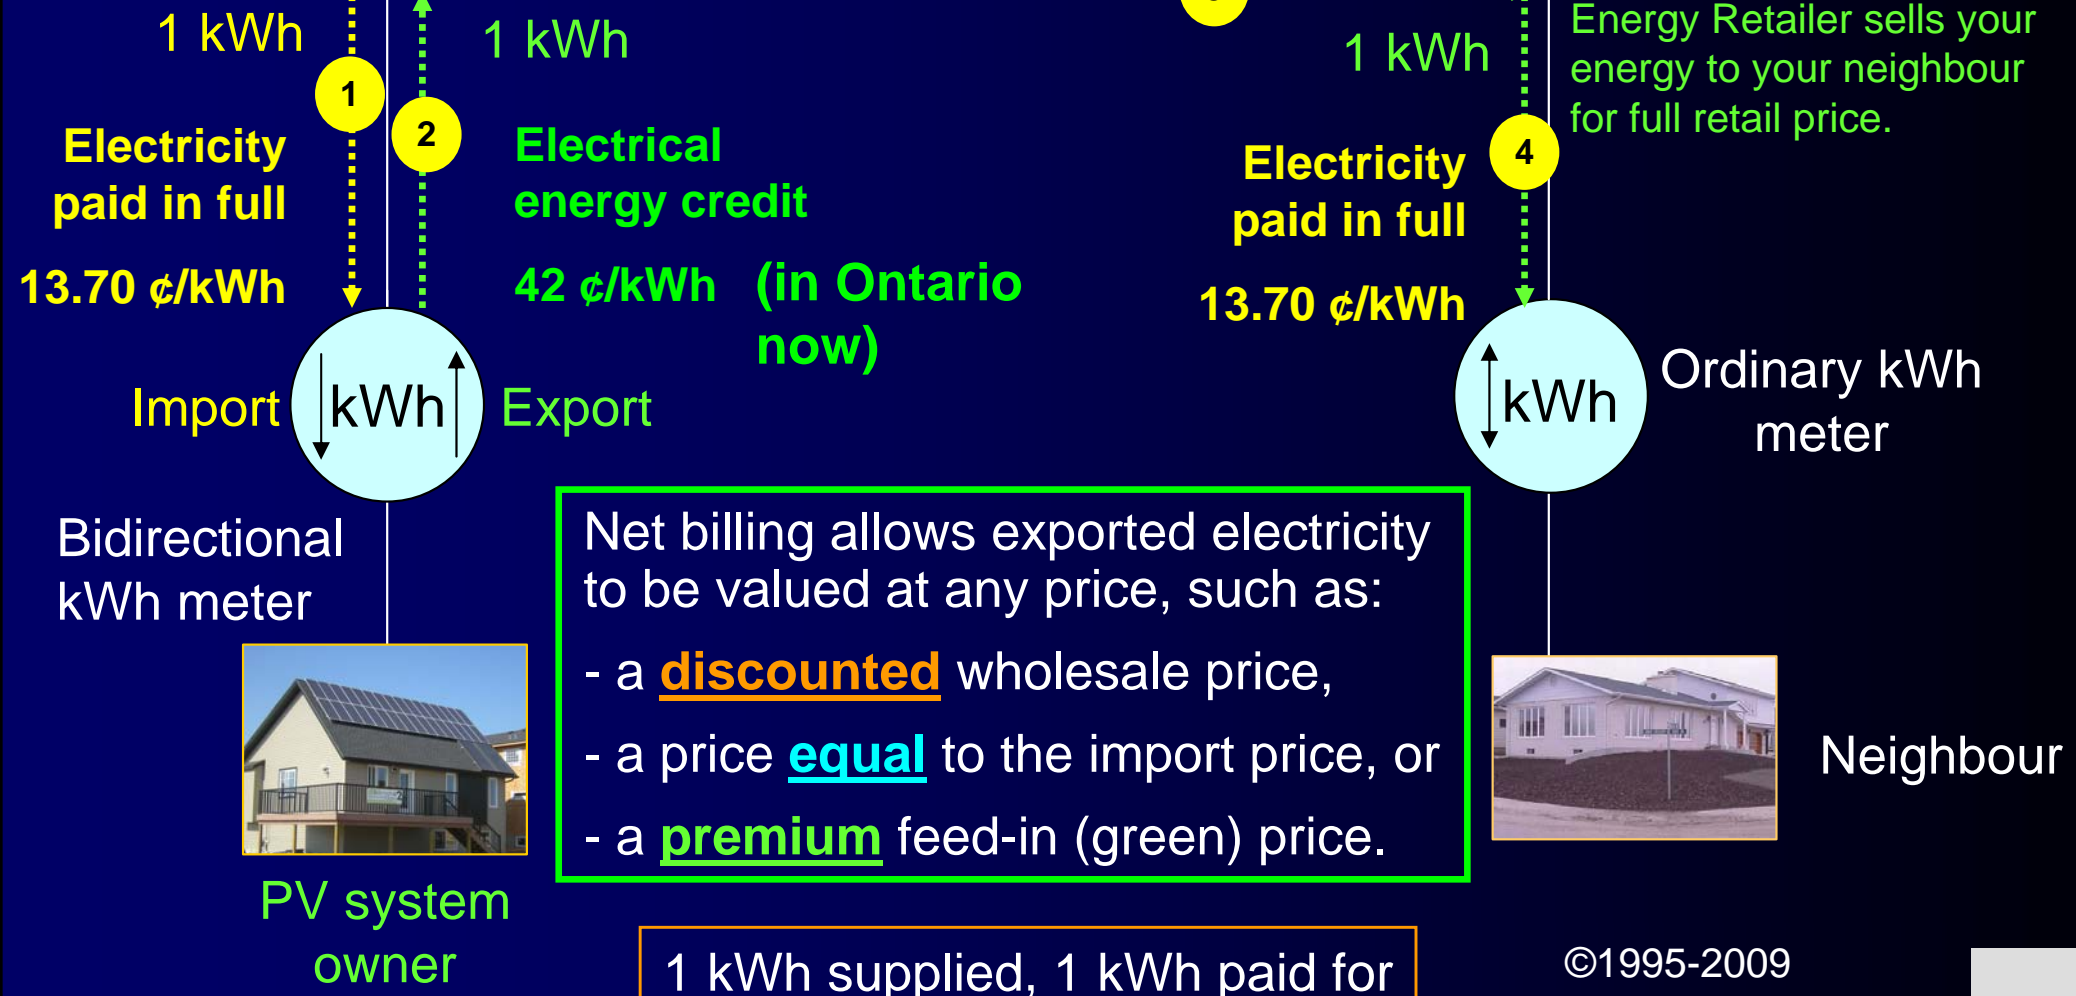 1 kWh
1
Electricity
paid in full
13.70 ¢/kWh
1 kWh
2
Electrical
energy credit
42 ¢/kWh (in Ontario
now)
Import
kWh
Export
Bidirectional
kWh meter
PV system
owner
1 kWh
Energy Retailer sells your
energy to your neighbour
for full retail price.
4
Electricity
paid in full
13.70 ¢/kWh
kWh
Ordinary kWh
meter
Neighbour
Net billing allows exported electricity
to be valued at any price, such as:
- a discounted wholesale price,
- a price equal to the import price, or
- a premium feed-in (green) price.
1 kWh supplied, 1 kWh paid for
©1995-2009